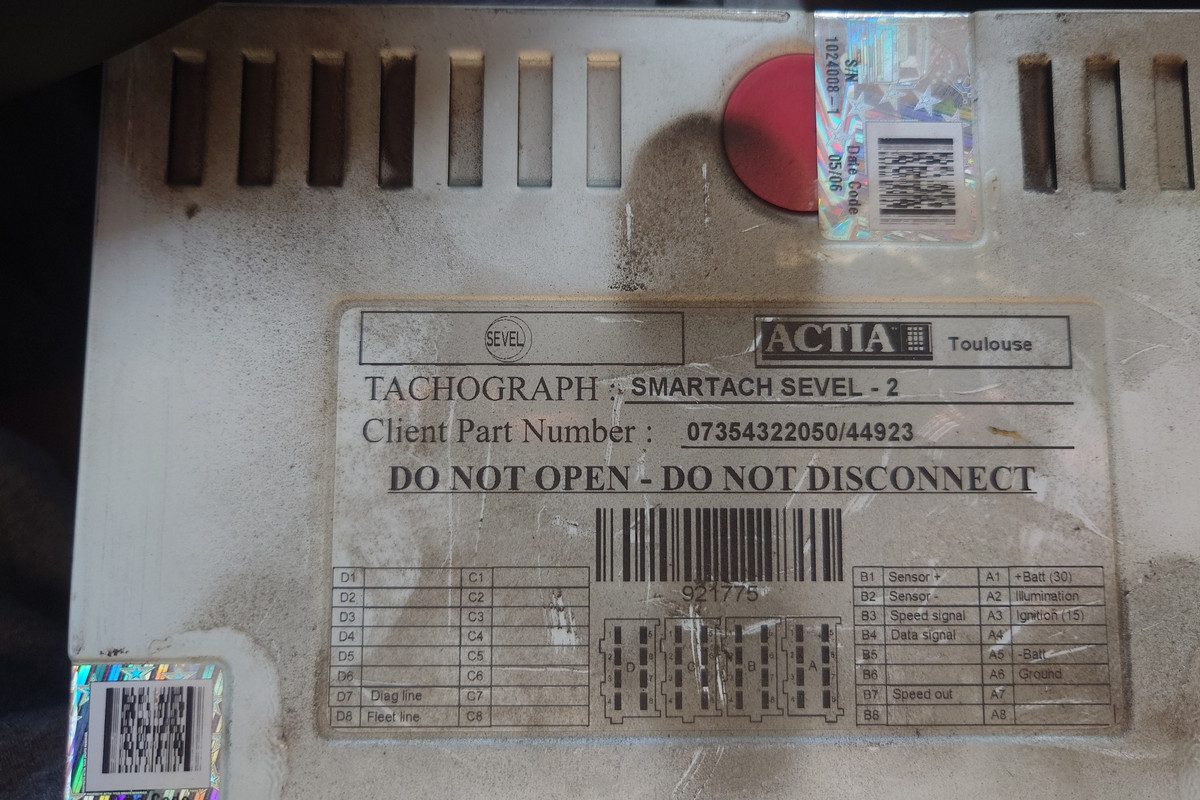 S/N
1024008-1
Date Code
05/06
SEVEL
ACTIA Toulouse
TACHOGRAPH : SMARTACH SEVEL - 2
Client Part Number : 07354322050/44923
DO NOT OPEN - DO NOT DISCONNECT
921775
D1 C1
D2 C2
D3 C3
D4 C4
D5 C5
D6 C6
D7 Diag line C7
D8 Fleet line C8
D C B A
B1 Sensor + A1 +Batt (30)
B2 Sensor - A2 Illumination
B3 Speed signal A3 Ignition (15)
B4 Data signal A4
B5 A5 -Batt
B6 A6 Ground
B7 Speed out A7
B8 A8
Code